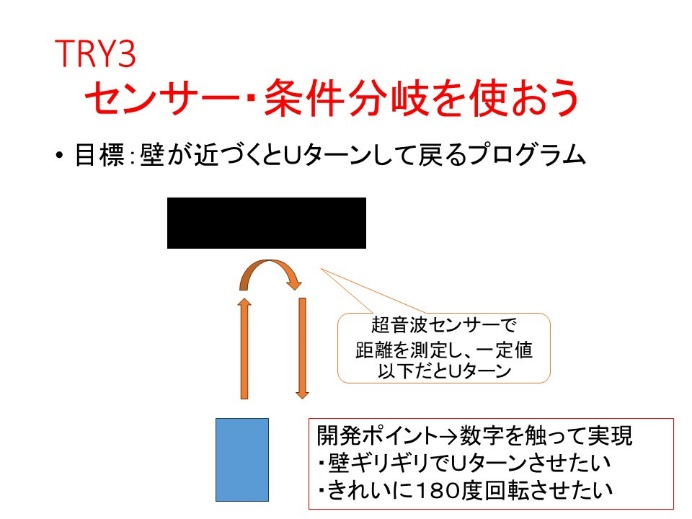 TRY3
センサー・条件分岐を使おう
• 目標：壁が近づくとUターンして戻るプログラム
超音波センサーで
距離を測定し、一定値
以下だとUターン
開発ポイント→数字を触って実現
・壁ギリギリでUターンさせたい
・きれいに１８０度回転させたい